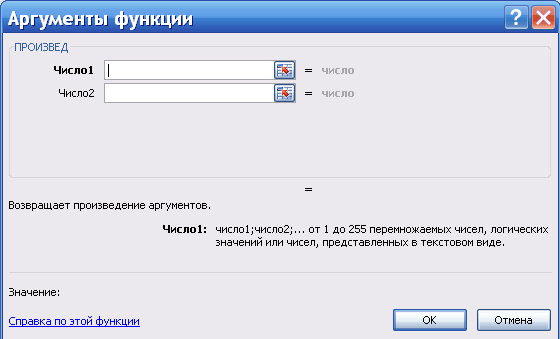 Аргументы функции
ПРОИЗВЕД
Число1 = число
Число2 = число
=
Возвращает произведение аргументов.
Число1: число1;число2;... от 1 до 255 перемножаемых чисел, логических
значений или чисел, представленных в текстовом виде.
Значение:
Справка по этой функции
ОК
Отмена